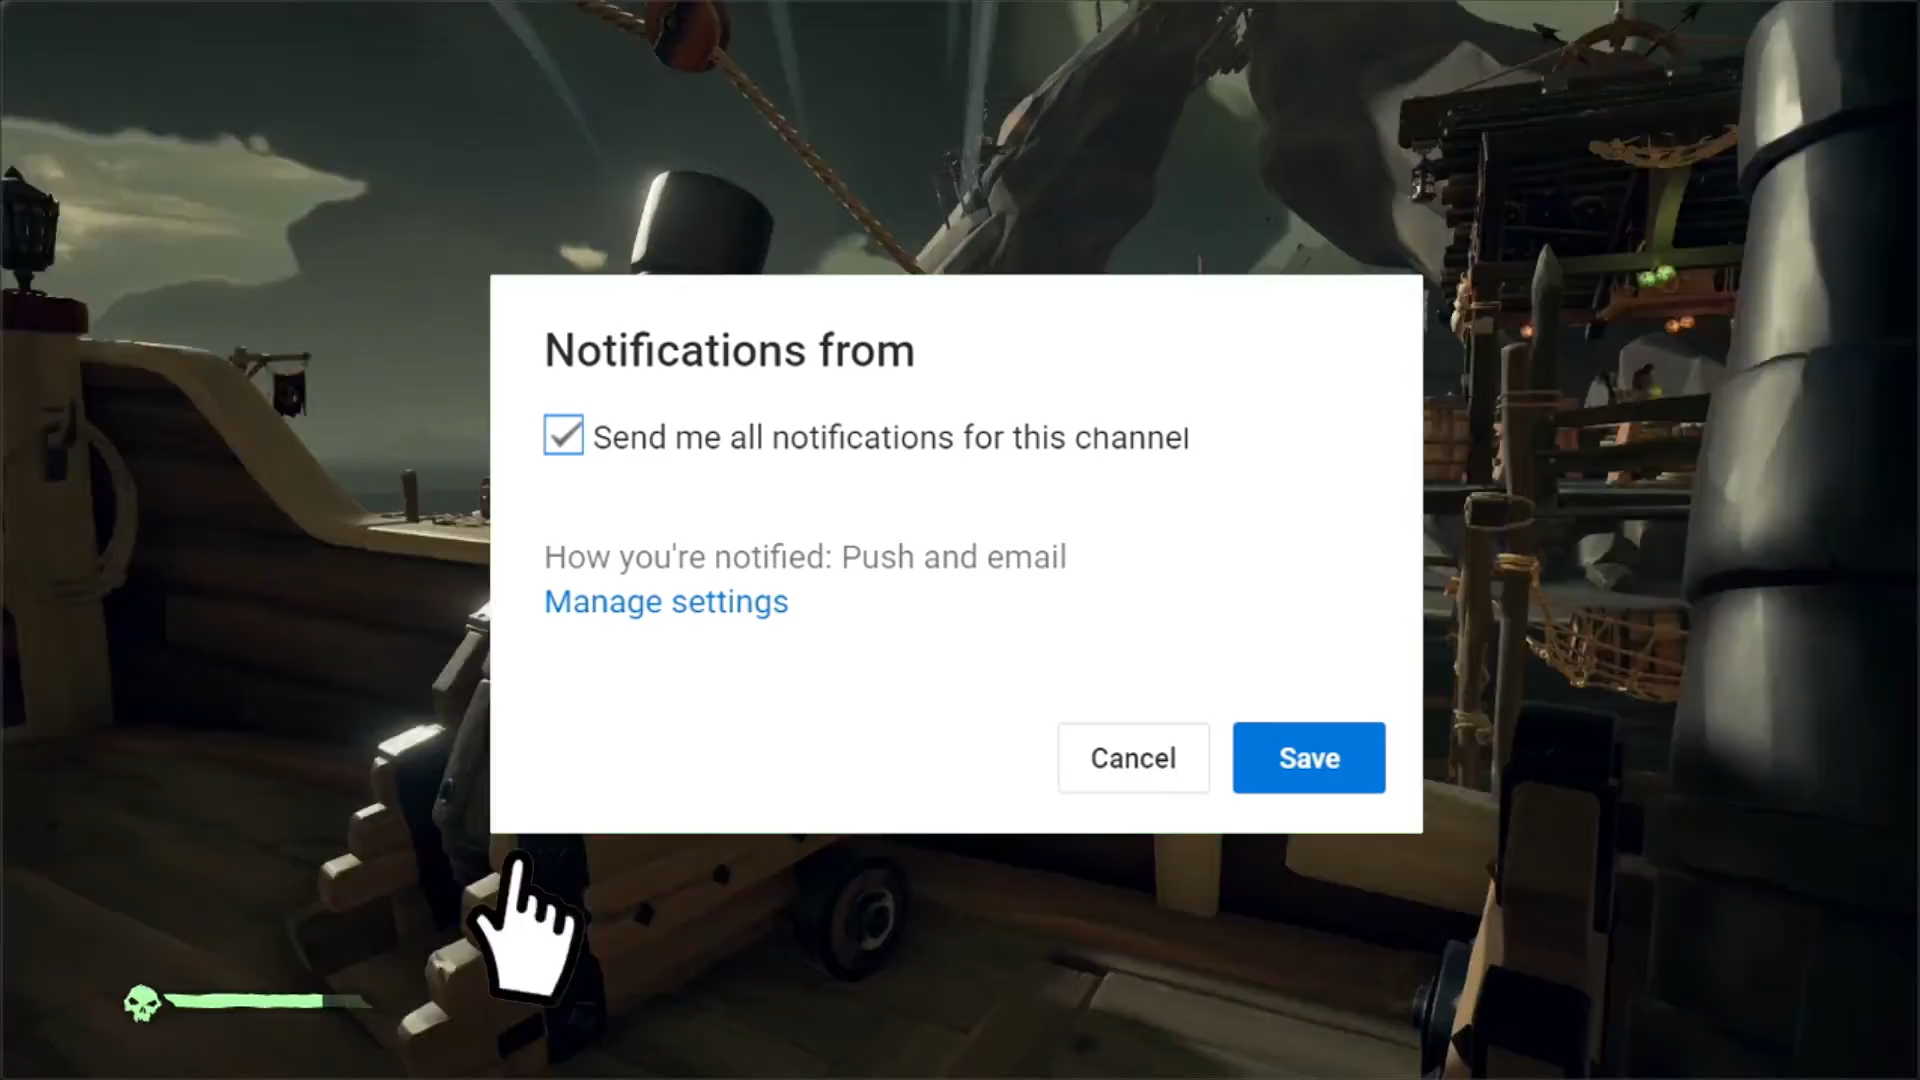 Notifications from
Send me all notifications for this channel
How you're notified: Push and email
Manage settings
Cancel
Save